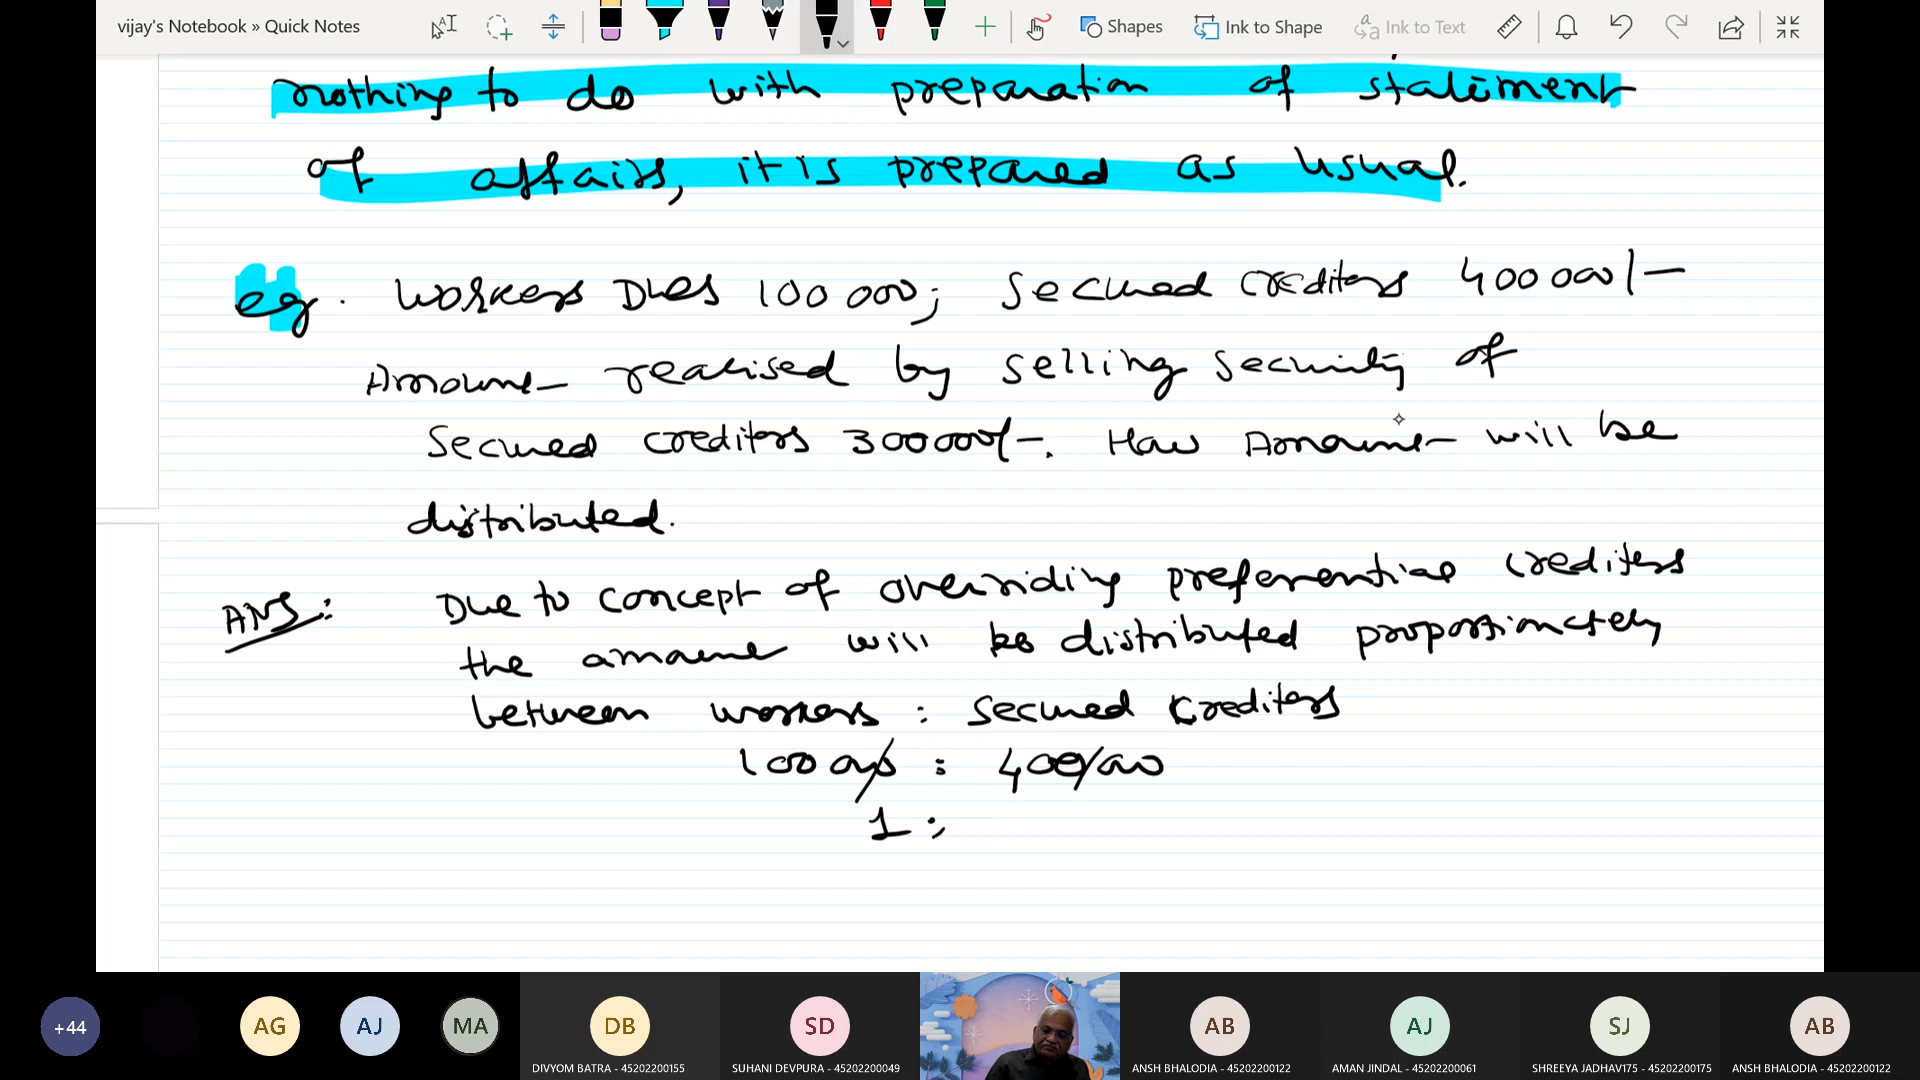 vijay's Notebook » Quick Notes
Shapes
Ink to Shape
Ink to Text
nothing to do with preparation of statement
of affairs, it is prepared as usual.
eg. Workers Dues 100 000; Secured Creditors 400 000/-
Amount realised by selling security of
Secured creditors 300000/-. How Amount will be
distributed.
ANS: Due to concept of overriding preferential creditors
the amount will be distributed proportionately
between workers : Secured Creditors
100000 : 400000
1 :
+44
AG
AJ
MA
DB
SD
AB
AJ
SJ
AB
DIVYOM BATRA - 45202200155
SUHANI DEVPURA - 45202200049
ANSH BHALODIA - 45202200122
AMAN JINDAL - 45202200061
SHREEYA JADHAV175 - 45202200175
ANSH BHALODIA - 45202200122